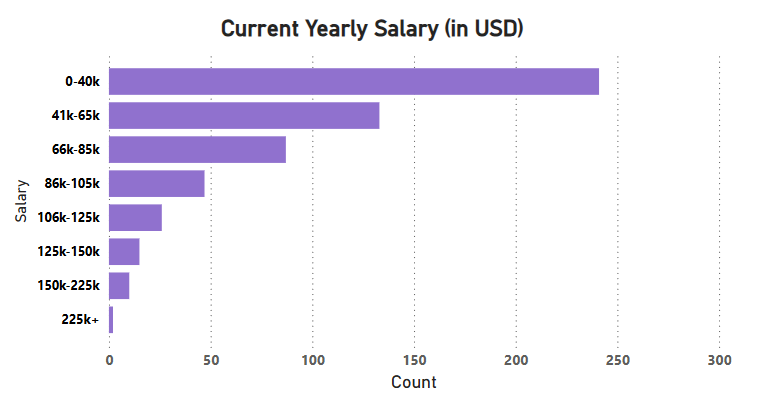 Current Yearly Salary (in USD)
Salary
0-40k
41k-65k
66k-85k
86k-105k
106k-125k
125k-150k
150k-225k
225k+
0 50 100 150 200 250 300
Count